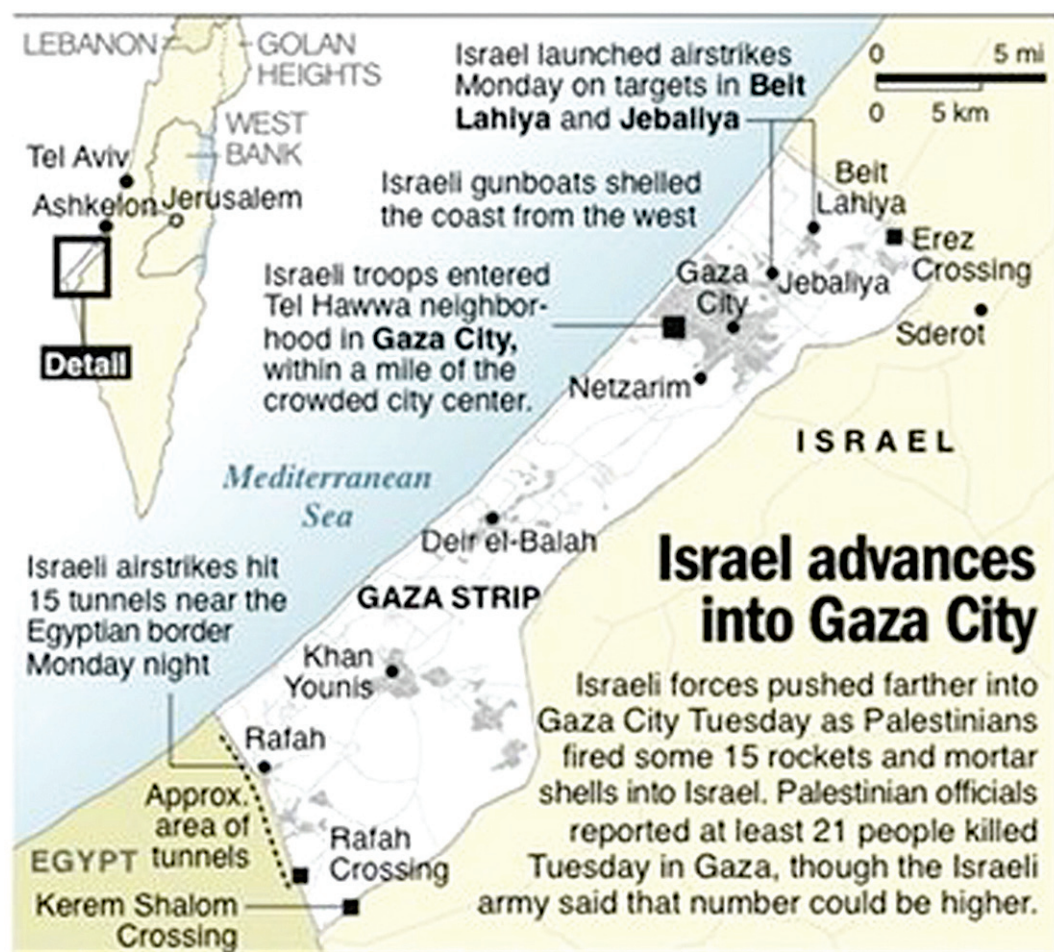 LEBANON
GOLAN
HEIGHTS
WEST
BANK
Tel Aviv
Ashkelon
Jerusalem
Detail
Israel launched airstrikes
Monday on targets in Beit
Lahiya and Jebaliya
0 5 mi
0 5 km
Israeli gunboats shelled
the coast from the west
Beit
Lahiya
Erez
Crossing
Israeli troops entered
Tel Hawwa neighbor-
hood in Gaza City,
within a mile of the
crowded city center.
Gaza
City
Jebaliya
Sderot
Netzarim
ISRAEL
Mediterranean
Sea
Deir el-Balah
GAZA STRIP
Israeli airstrikes hit
15 tunnels near the
Egyptian border
Monday night
Khan
Younis
Rafah
Approx.
area of
tunnels
EGYPT
Rafah
Crossing
Kerem Shalom
Crossing
Israel advances
into Gaza City
Israeli forces pushed farther into
Gaza City Tuesday as Palestinians
fired some 15 rockets and mortar
shells into Israel. Palestinian officials
reported at least 21 people killed
Tuesday in Gaza, though the Israeli
army said that number could be higher.